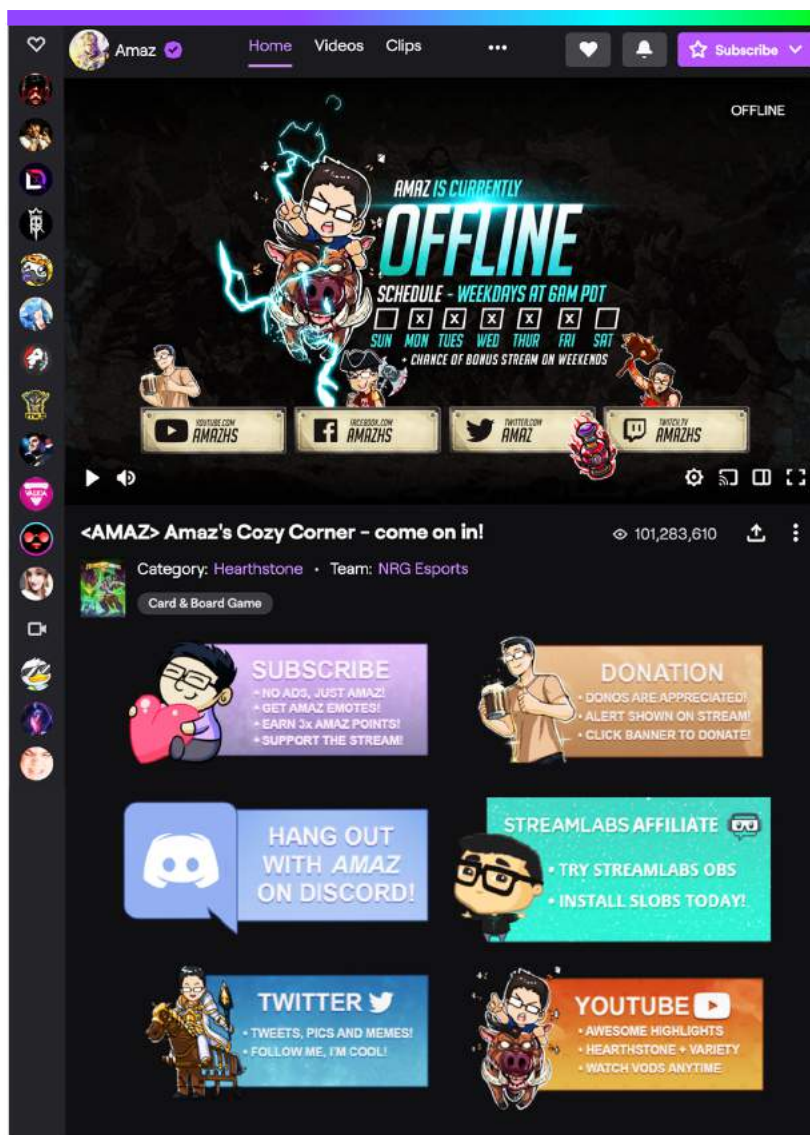 Amaz
Home Videos Clips
Subscribe
OFFLINE
AMAZ IS CURRENTLY
OFFLINE
SCHEDULE - WEEKDAYS AT 6AM PDT
X X X X X
SUN MON TUES WED THUR FRI SAT
+ CHANCE OF BONUS STREAM ON WEEKENDS
YOUTUBE.COM
AMAZHS
FACEBOOK.COM
AMAZHS
TWITTER.COM
AMAZ
TWITCH.TV
AMAZHS
<AMAZ> Amaz's Cozy Corner - come on in!
101,283,610
Category: Hearthstone • Team: NRG Esports
Card & Board Game
SUBSCRIBE
• NO ADS, JUST AMAZ!
• GET AMAZ EMOTES!
• EARN 3x AMAZ POINTS!
• SUPPORT THE STREAM!
DONATION
• DONOS ARE APPRECIATED!
• ALERT SHOWN ON STREAM!
• CLICK BANNER TO DONATE!
HANG OUT
WITH AMAZ
ON DISCORD!
STREAMLABS AFFILIATE
• TRY STREAMLABS OBS
• INSTALL SLOBS TODAY!
TWITTER
• TWEETS, PICS AND MEMES!
• FOLLOW ME, I'M COOL!
YOUTUBE
• AWESOME HIGHLIGHTS
• HEARTHSTONE + VARIETY
• WATCH VODS ANYTIME